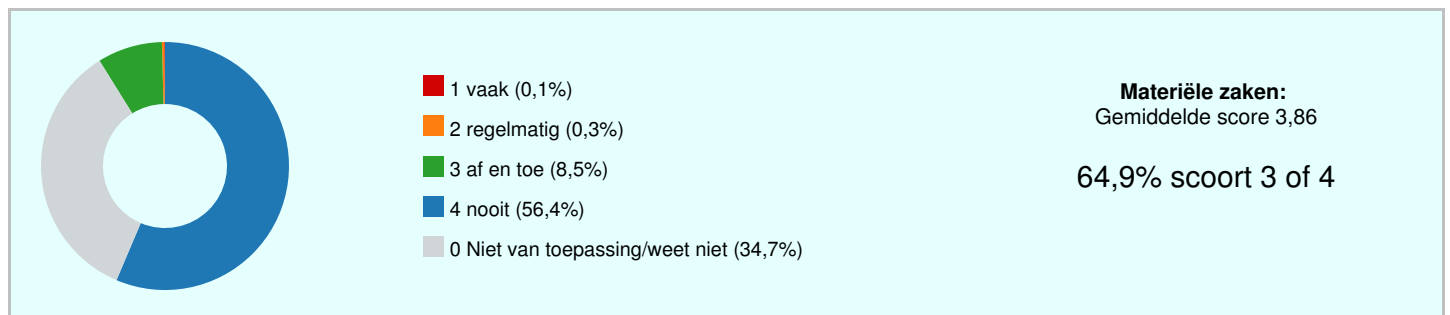 1 vaak (0,1%)
2 regelmatig (0,3%)
3 af en toe (8,5%)
4 nooit (56,4%)
0 Niet van toepassing/weet niet (34,7%)
Materiële zaken:
Gemiddelde score 3,86
64,9% scoort 3 of 4